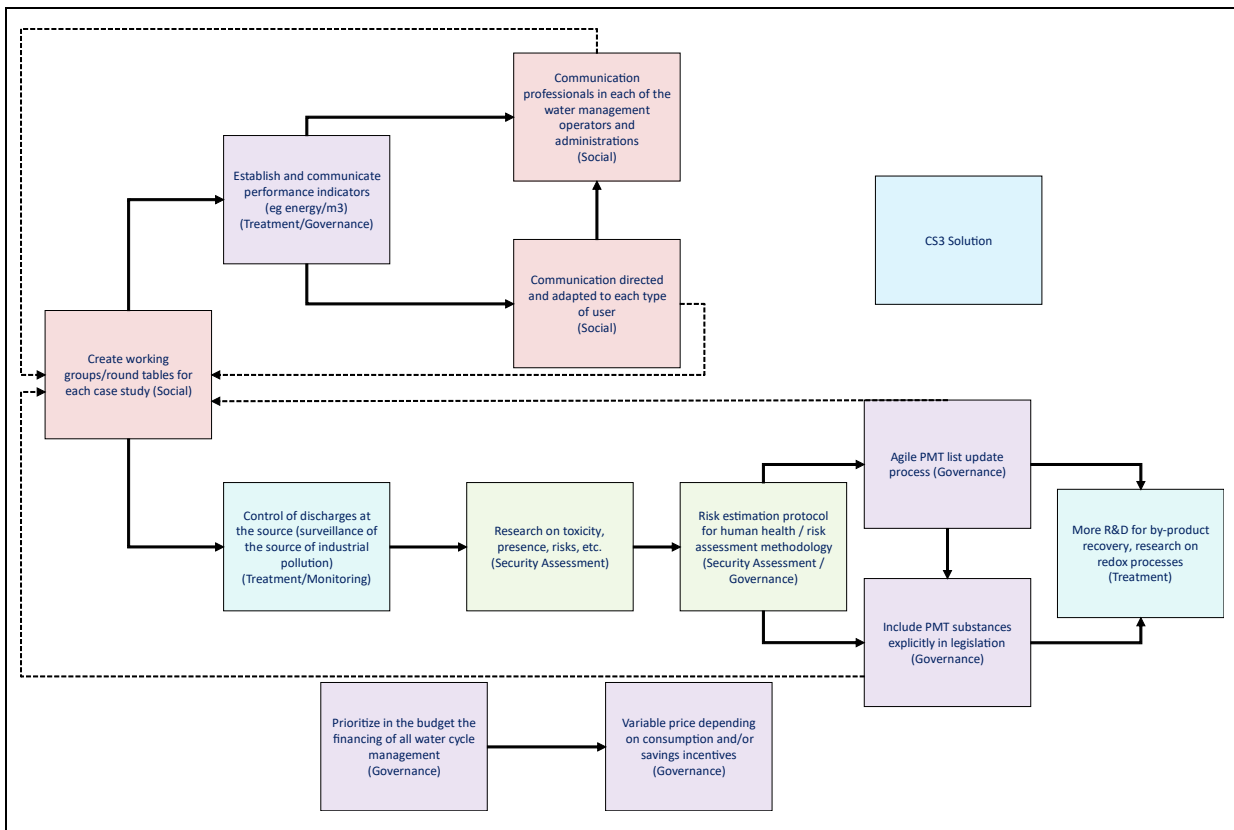 Communication
professionals in each of the
water management
operators and
administrations
(Social)
Establish and communicate
performance indicators
(eg energy/m3)
(Treatment/Governance)
CS3 Solution
Communication directed
and adapted to each type
of user
(Social)
Create working
groups/round tables for
each case study (Social)
Agile PMT list update
process (Governance)
Control of discharges at
the source (surveillance of
the source of industrial
pollution)
(Treatment/Monitoring)
Research on toxicity,
presence, risks, etc.
(Security Assessment)
Risk estimation protocol
for human health / risk
assessment methodology
(Security Assessment /
Governance)
More R&D for by-product
recovery, research on
redox processes
(Treatment)
Include PMT substances
explicitly in legislation
(Governance)
Prioritize in the budget the
financing of all water cycle
management
(Governance)
Variable price depending
on consumption and/or
savings incentives
(Governance)